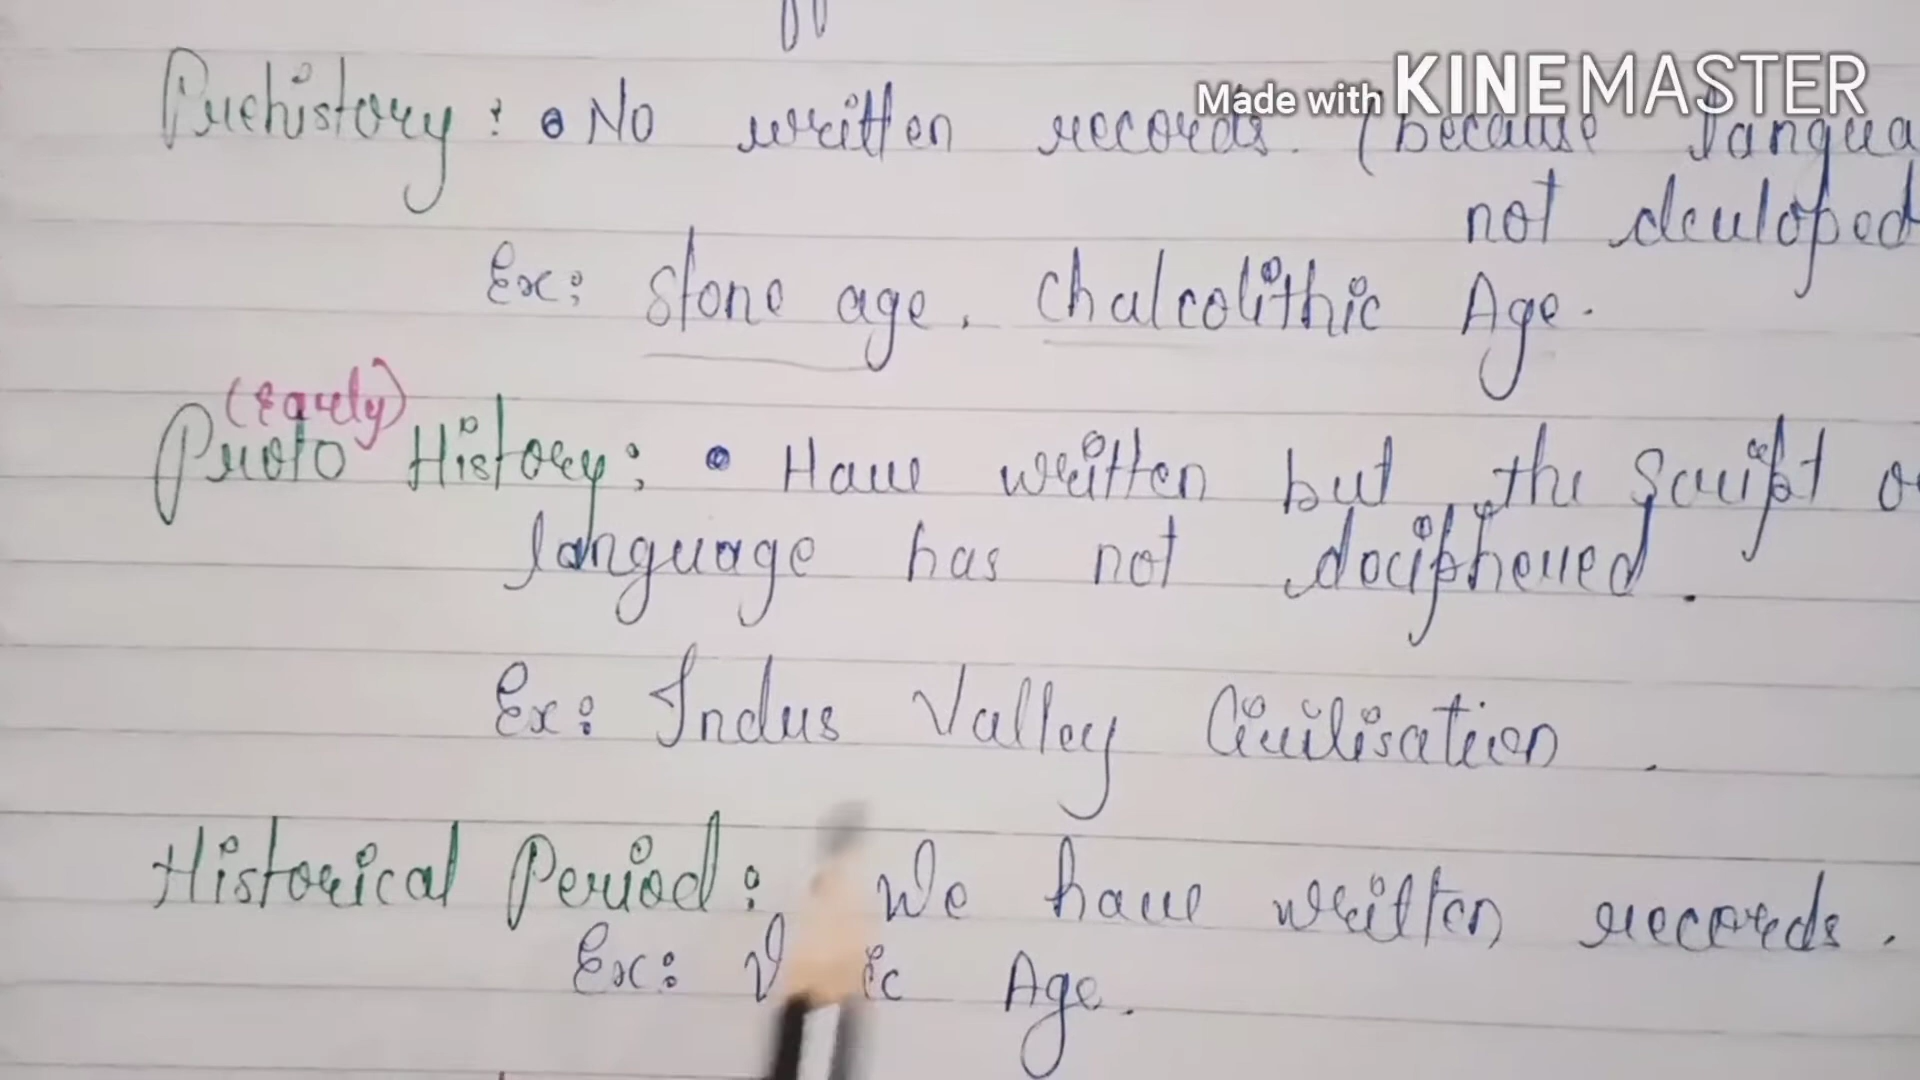 Made with KINEMASTER
Prehistory : • No written records. (because langua
not developed
Ex: Stone age, Chalcolithic Age.
(Early)
Proto History: • Have written but the Script o
language has not deciphered.
Ex: Indus Valley Civilisation.
Historical Period: We have written records.
Ex: Age.